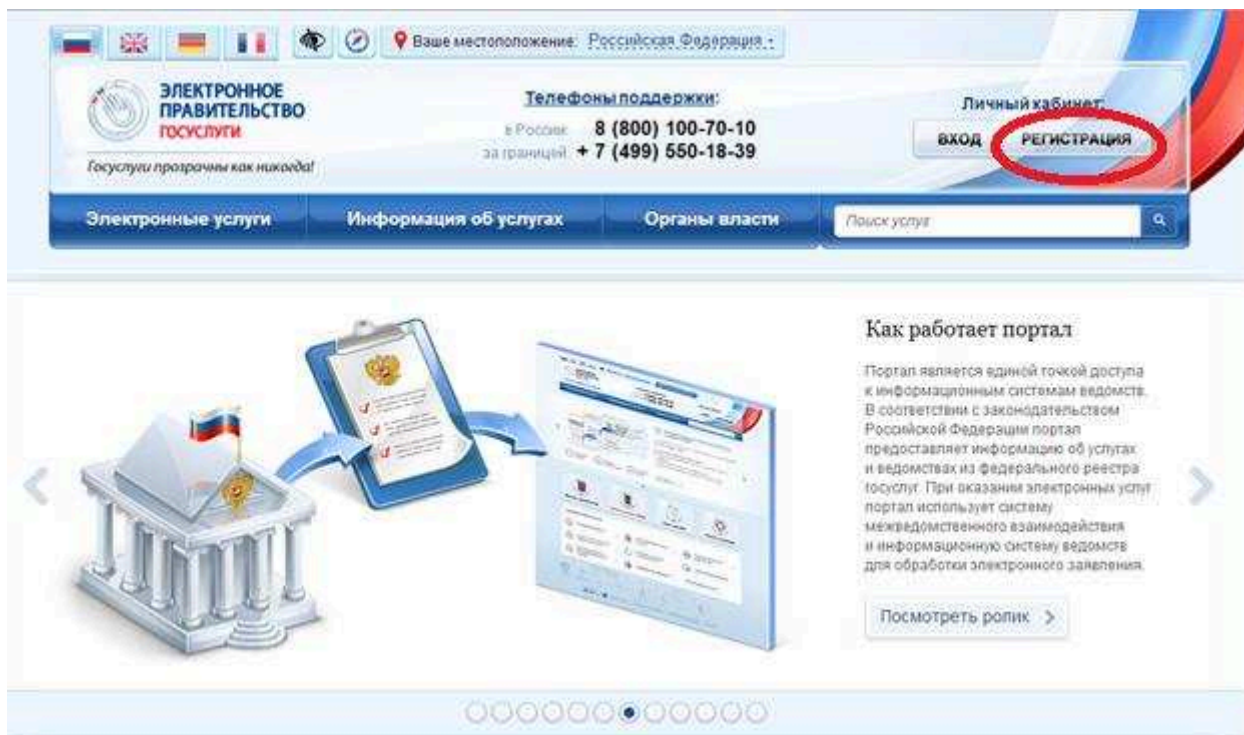 Ваше местоположение: Российская Федерация
ЭЛЕКТРОННОЕ
ПРАВИТЕЛЬСТВО
ГОСУСЛУГИ
Госуслуги прозрачны как никогда!
Телефоны поддержки:
в России 8 (800) 100-70-10
за границей + 7 (499) 550-18-39
Личный кабинет:
ВХОД РЕГИСТРАЦИЯ
Электронные услуги Информация об услугах Органы власти Поиск услуг
Как работает портал
Портал является единой точкой доступа
к информационным системам ведомств.
В соответствии с законодательством
Российской Федерации портал
предоставляет информацию об услугах
и ведомствах из федерального реестра
госуслуг. При оказании электронных услуг
портал использует систему
межведомственного взаимодействия
и информационную систему ведомств
для обработки электронного заявления.
Посмотреть ролик